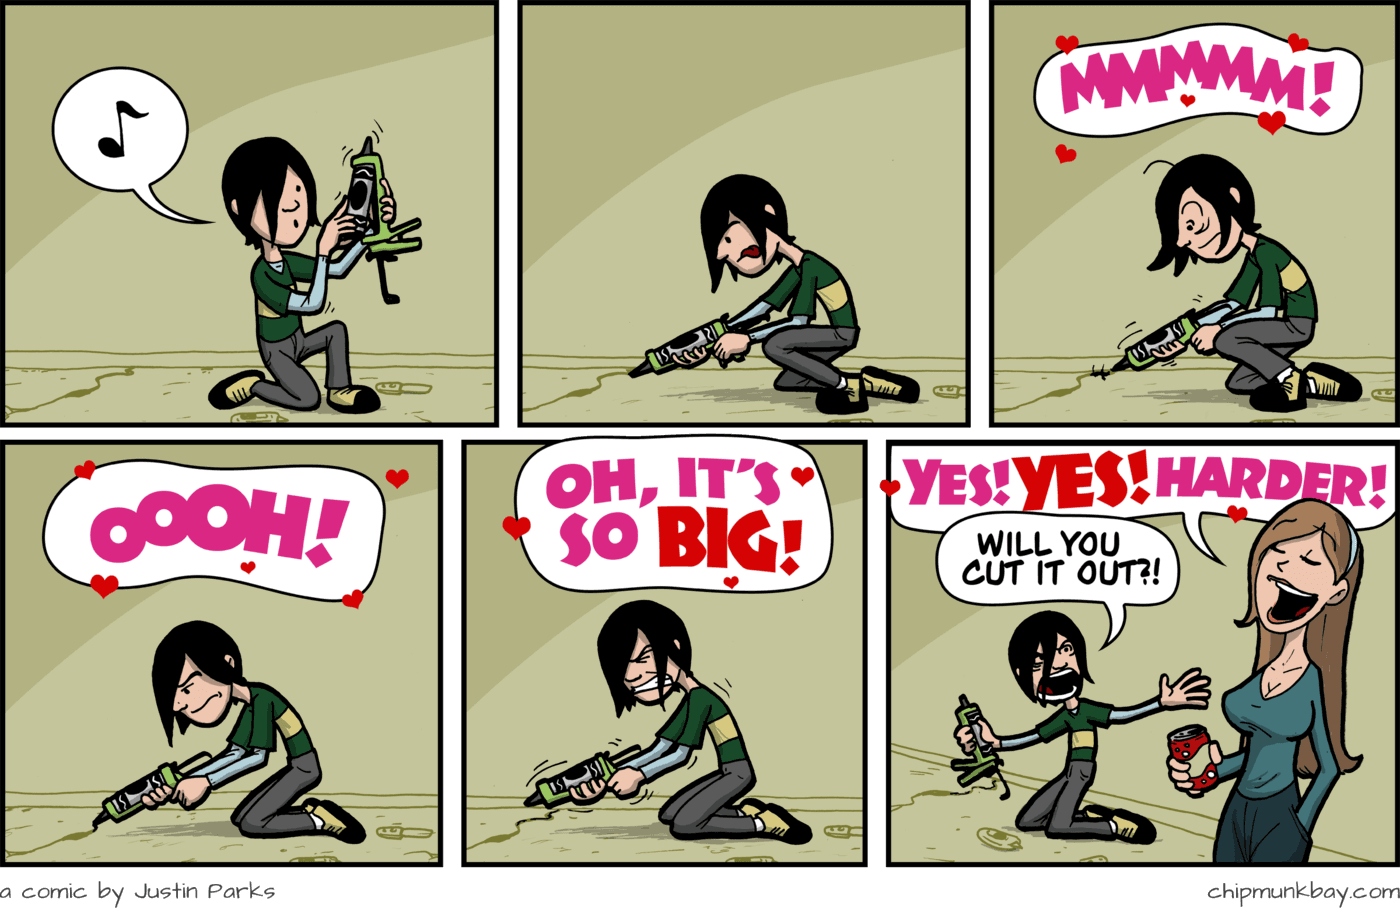 MMMMM!
OOOH!
OH, IT'S
SO BIG!
YES! YES! HARDER!
WILL YOU
CUT IT OUT?!
a comic by Justin Parks
chipmunkbay.com